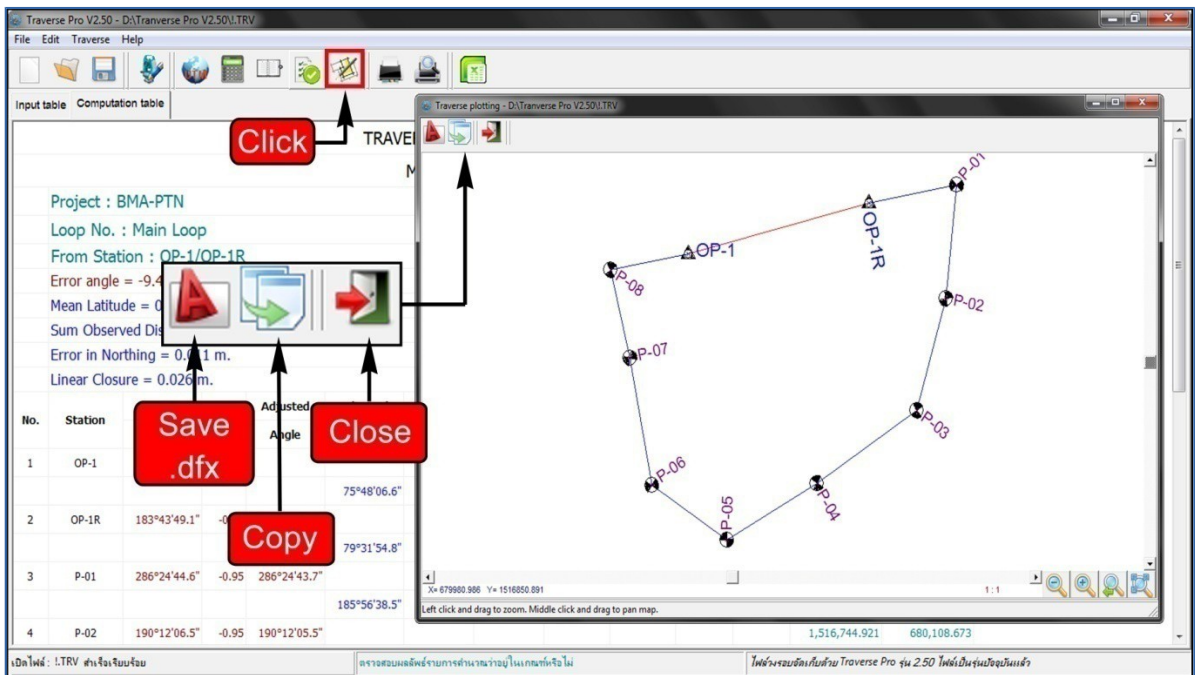 Traverse Pro V2.50 - D:\Tranverse Pro V2.50\!.TRV
File Edit Traverse Help
Input table Computation table
Click
TRAVE
M
Project : BMA-PTN
Loop No. : Main Loop
From Station : OP-1/OP-1R
Error angle = -9.4
Mean Latitude = 0
Sum Observed Dis
Error in Northing = 0.011 m.
Linear Closure = 0.026 m.
Save
.dfx
Copy
Close
No. Station Adjusted
Angle
1 OP-1
75°48'06.6"
2 OP-1R 183°43'49.1" -0
79°31'54.8"
3 P-01 286°24'44.6" -0.95 286°24'43.7"
185°56'38.5"
4 P-02 190°12'06.5" -0.95 190°12'05.5" 1,516,744.921 680,108.673
Traverse plotting - D:\Tranverse Pro V2.50\!.TRV
P-01
OP-1R
OP-1
P-08
P-02
P-07
P-03
P-06
P-04
P-05
X= 679980.986 Y= 1516850.891 1 : 1
Left click and drag to zoom. Middle click and drag to pan map.
เปิดไฟล์ : !.TRV สำเร็จเรียบร้อย
ตรวจสอบผลลัพธ์รายการคำนวณว่าอยู่ในเกณฑ์หรือไม่
ไฟล์วงรอบจัดเก็บด้วย Traverse Pro รุ่น 2.50 ไฟล์เป็นรุ่นปัจจุบันแล้ว